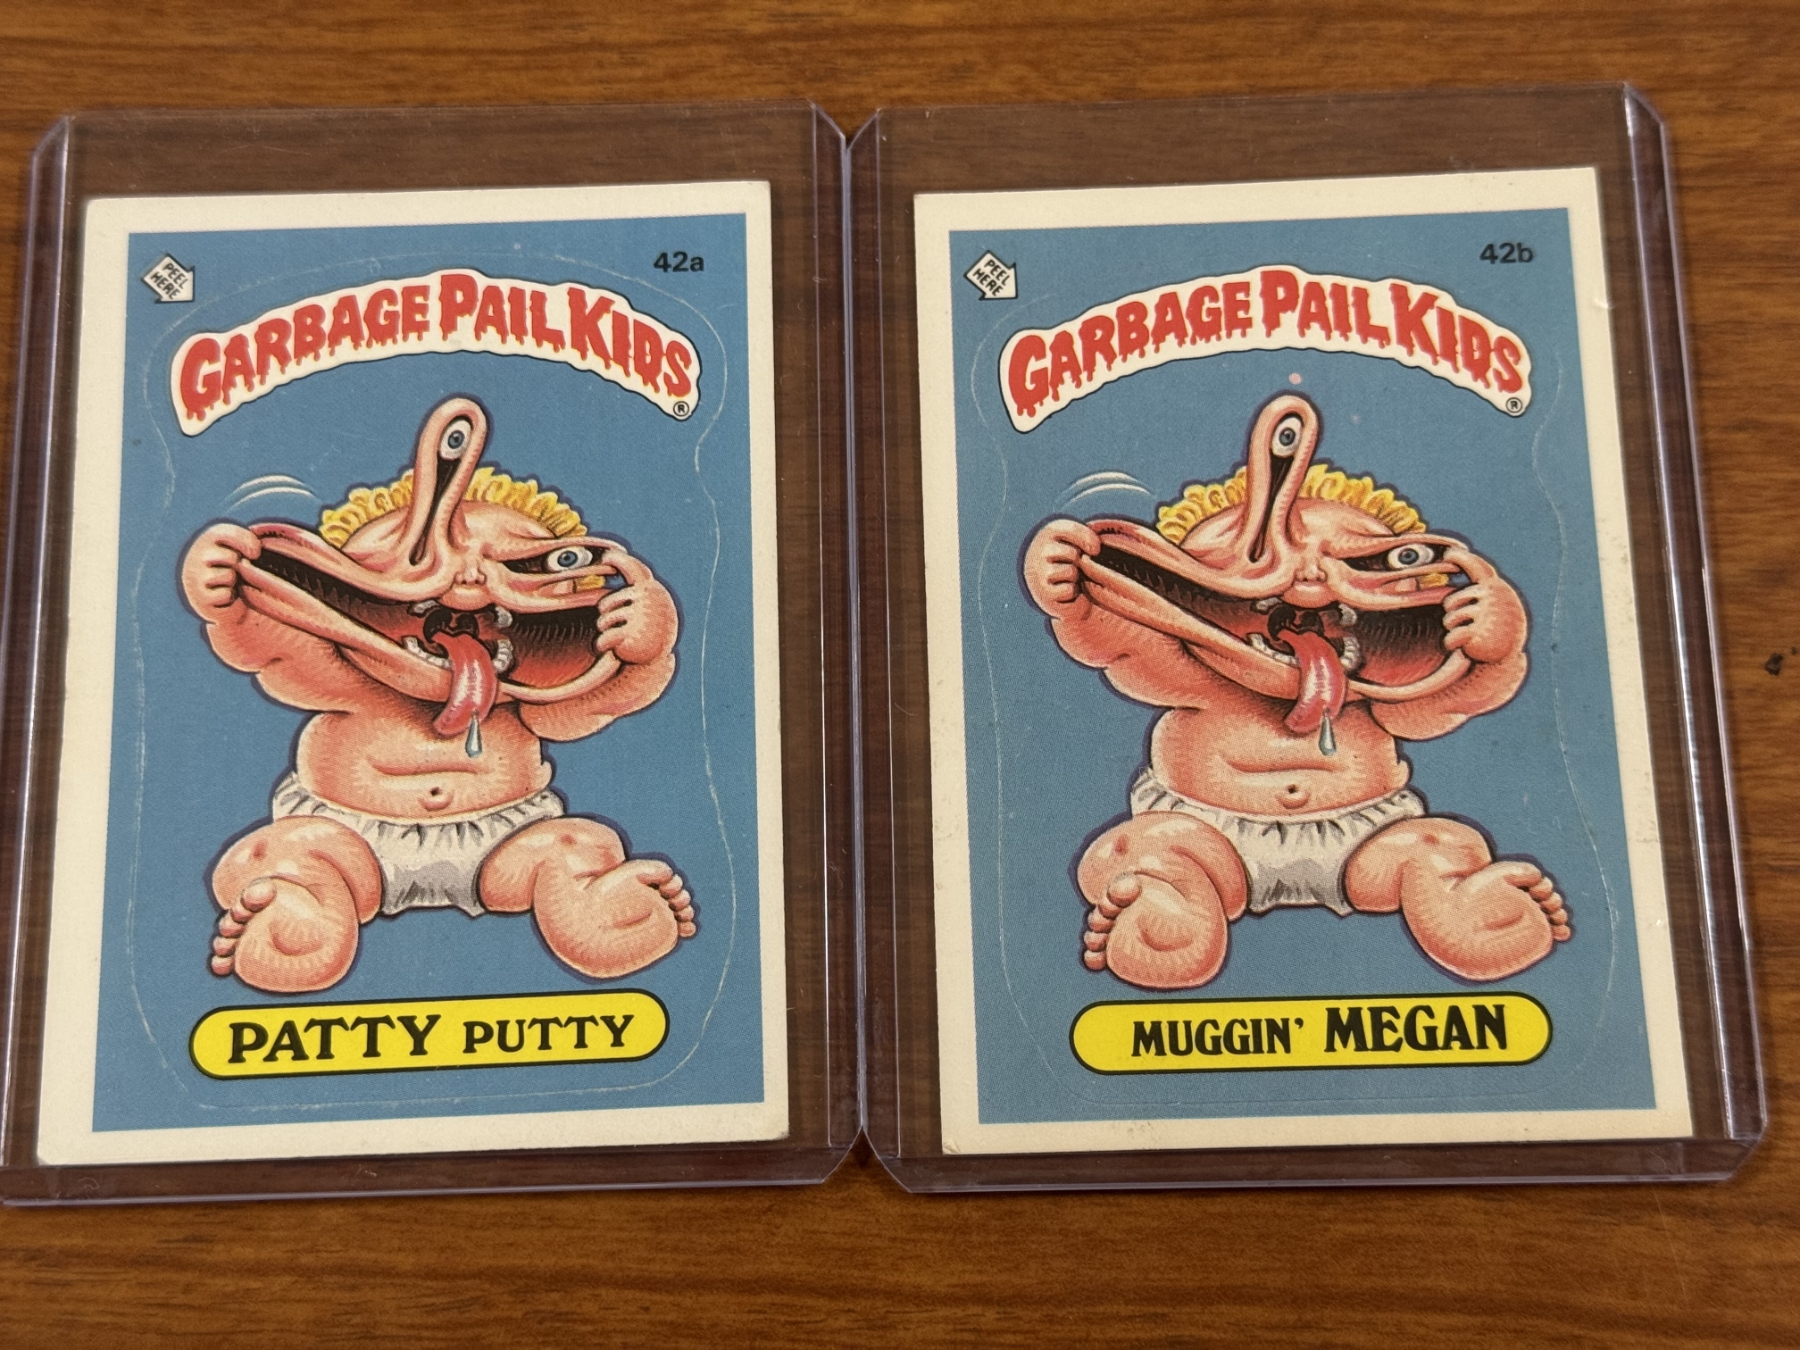 PEEL
HERE
42a
GARBAGE PAIL KIDS
®
PATTY PUTTY
PEEL
HERE
42b
GARBAGE PAIL KIDS
®
MUGGIN' MEGAN